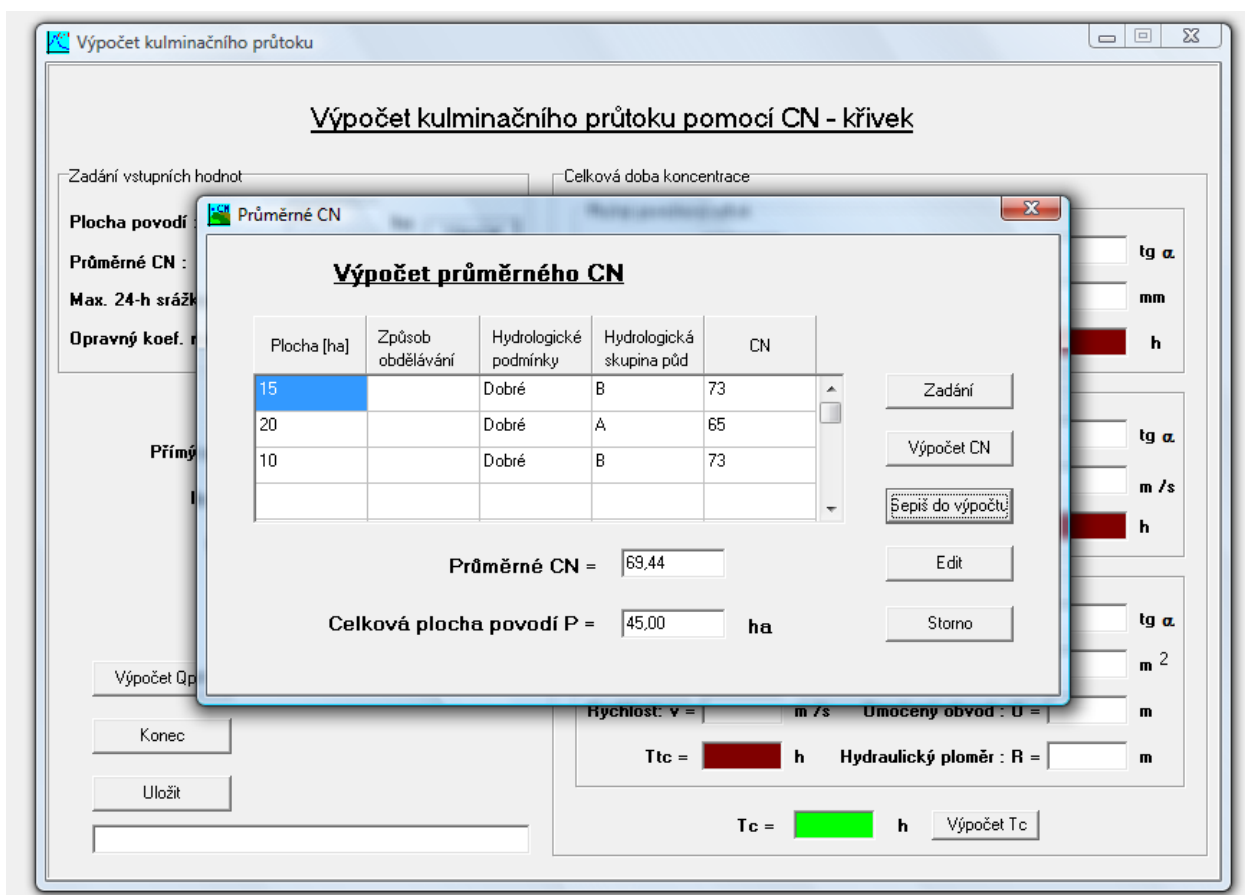 Výpočet kulminačního průtoku
Výpočet kulminačního průtoku pomocí CN - křivek
Zadání vstupních hodnot
Celková doba koncentrace
Plocha povodí :
Průměrné CN :
Max. 24-h
Opravný koef.
tg α
mm
h
tg α
m /s
h
tg α
m 2
Průměrné CN
Výpočet průměrného CN
Plocha [ha] Způsob obdělávání Hydrologické podmínky Hydrologická skupina půd CN
15 Dobré B 73
20 Dobré A 65
10 Dobré B 73
Zadání
Výpočet CN
Sepiš do výpočtu
Edit
Storno
Průměrné CN = 69,44
Celková plocha povodí P = 45,00 ha
Výpočet Qp
Konec
Uložit
Rychlost: v = m /s Omočený obvod : O = m
Ttc = h Hydraulický ploměr : R = m
Tc = h Výpočet Tc